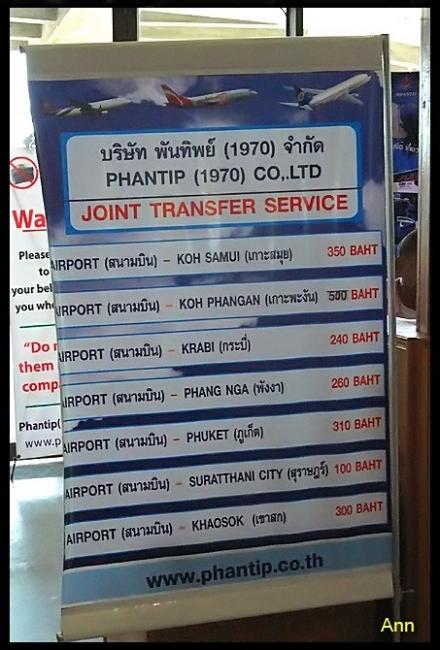 บริษัท พันทิพย์ (1970) จำกัด
PHANTIP (1970) CO,.LTD
JOINT TRANSFER SERVICE
AIRPORT (สนามบิน) – KOH SAMUI (เกาะสมุย) 350 BAHT
AIRPORT (สนามบิน) – KOH PHANGAN (เกาะพะงัน) 500 BAHT
AIRPORT (สนามบิน) – KRABI (กระบี่) 240 BAHT
AIRPORT (สนามบิน) – PHANG NGA (พังงา) 260 BAHT
AIRPORT (สนามบิน) – PHUKET (ภูเก็ต) 310 BAHT
AIRPORT (สนามบิน) – SURATTHANI CITY (สุราษฎร์) 100 BAHT
AIRPORT (สนามบิน) – KHAOSOK (เขาสก) 300 BAHT
www.phantip.co.th
Wa
Please
to
your bel
you whe
"Do n
them
comp
Phantip(
www.p
Ann